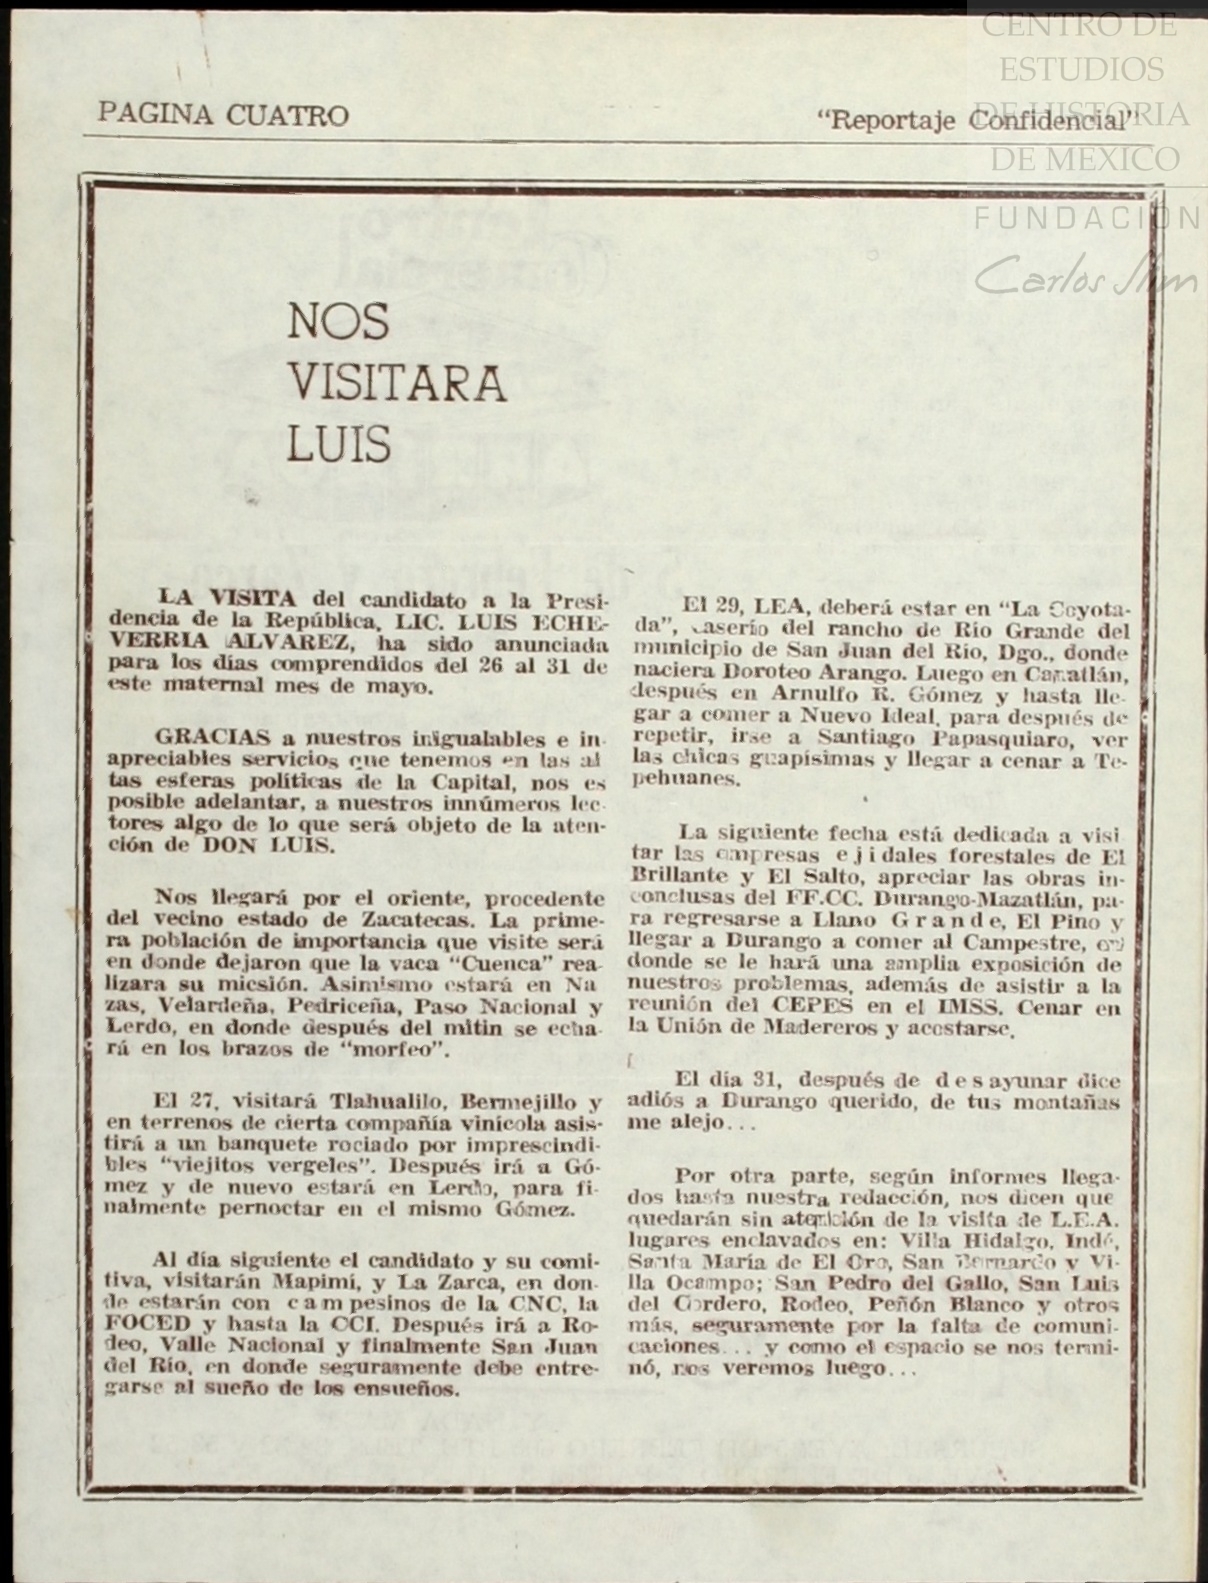 CENTRO DE
ESTUDIOS
DE HISTORIA
DE MEXICO
FUNDACIÓN
Carlos Slim
PAGINA CUATRO
"Reportaje Confidencial"
NOS
VISITARA
LUIS
LA VISITA del candidato a la Presi-
dencia de la República, LIC. LUIS ECHE-
VERRIA ALVAREZ, ha sido anunciada
para los días comprendidos del 26 al 31 de
este maternal mes de mayo.
GRACIAS a nuestros inigualables e in-
apreciables servicios que tenemos en las al
tas esferas políticas de la Capital, nos es
posible adelantar, a nuestros innúmeros lec-
tores algo de lo que será objeto de la aten-
ción de DON LUIS.
Nos llegará por el oriente, procedente
del vecino estado de Zacatecas. La prime-
ra población de importancia que visite será
en donde dejaron que la vaca "Cuenca" rea-
lizara su micsión. Asimismo estará en Na
zas, Velardeña, Pedriceña, Paso Nacional y
Lerdo, en donde después del mitin se echa-
rá en los brazos de "morfeo".
El 27, visitará Tlahualilo, Bermejillo y
en terrenos de cierta compañía vinícola asis-
tirá a un banquete rociado por imprescindi-
bles "viejitos vergeles". Después irá a Gó-
mez y de nuevo estará en Lerdo, para fi-
nalmente pernoctar en el mismo Gómez.
Al día siguiente el candidato y su comi-
tiva, visitarán Mapimí, y La Zarca, en don-
de estarán con campesinos de la CNC, la
FOCED y hasta la CCI. Después irá a Ro-
deo, Valle Nacional y finalmente San Juan
del Río, en donde seguramente debe entre-
garse al sueño de los ensueños.
El 29, LEA, deberá estar en "La Coyota-
da", caserío del rancho de Río Grande del
municipio de San Juan del Río, Dgo., donde
naciera Doroteo Arango. Luego en Canatlán,
después en Arnulfo R. Gómez y hasta lle-
gar a comer a Nuevo Ideal, para después de
repetir, irse a Santiago Papasquiaro, ver
las chicas guapísimas y llegar a cenar a Te-
pehuanes.
La siguiente fecha está dedicada a visi
tar las empresas ejidales forestales de El
Brillante y El Salto, apreciar las obras in-
conclusas del FF.CC. Durango-Mazatlán, pa-
ra regresarse a Llano Grande, El Pino y
llegar a Durango a comer al Campestre, en
donde se le hará una amplia exposición de
nuestros problemas, además de asistir a la
reunión del CEPES en el IMSS. Cenar en
la Unión de Madereros y acostarse.
El día 31, después de desayunar dice
adiós a Durango querido, de tus montañas
me alejo...
Por otra parte, según informes llega-
dos hasta nuestra redacción, nos dicen que
quedarán sin de la visita de L.E.A.
lugares enclavados en: Villa Hidalgo, Indé,
Santa María de El Oro, San Bernardo y Vi-
lla Ocampo; San Pedro del Gallo, San Luis
del Cordero, Rodeo, Peñón Blanco y otros
más, seguramente por la falta de comuni-
caciones... y como el espacio se nos termi-
nó, nos veremos luego...